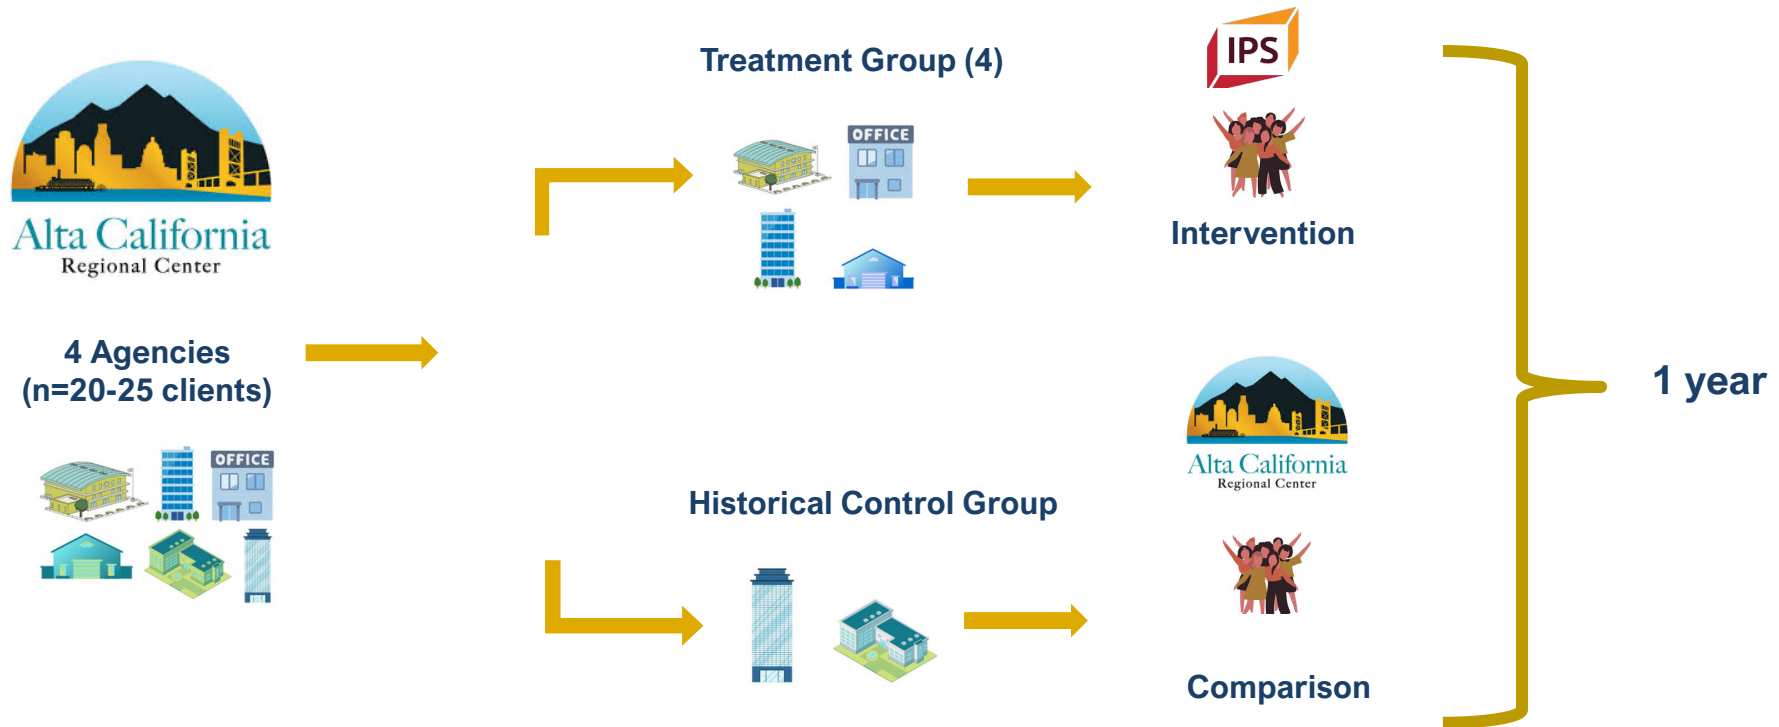 Alta California
Regional Center
4 Agencies
(n=20-25 clients)
OFFICE
Treatment Group (4)
OFFICE
IPS
Intervention
Historical Control Group
Alta California
Regional Center
Comparison
1 year